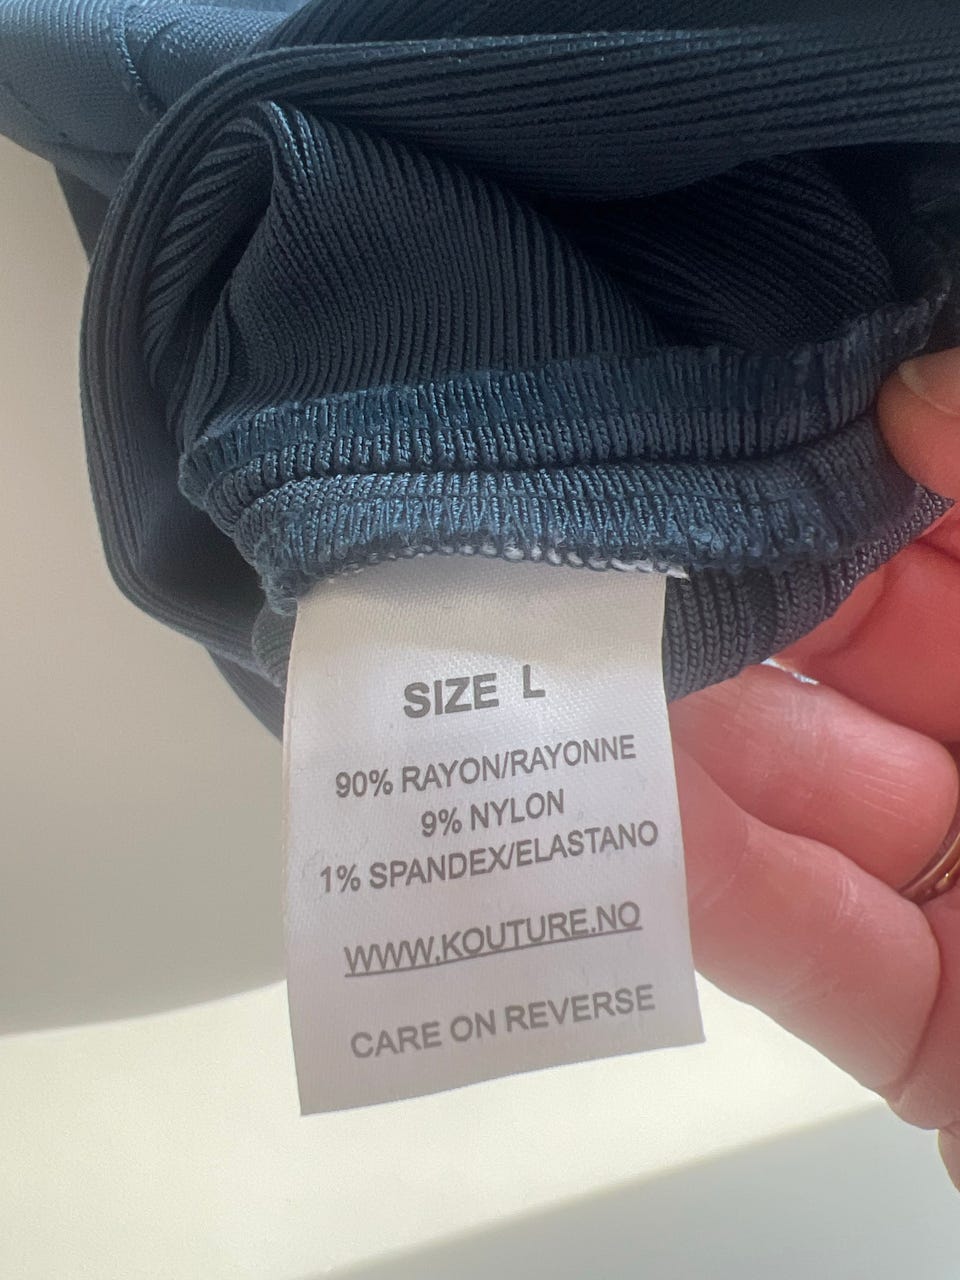 SIZE L
90% RAYON/RAYONNE
9% NYLON
1% SPANDEX/ELASTANO
WWW.KOUTURE.NO
CARE ON REVERSE